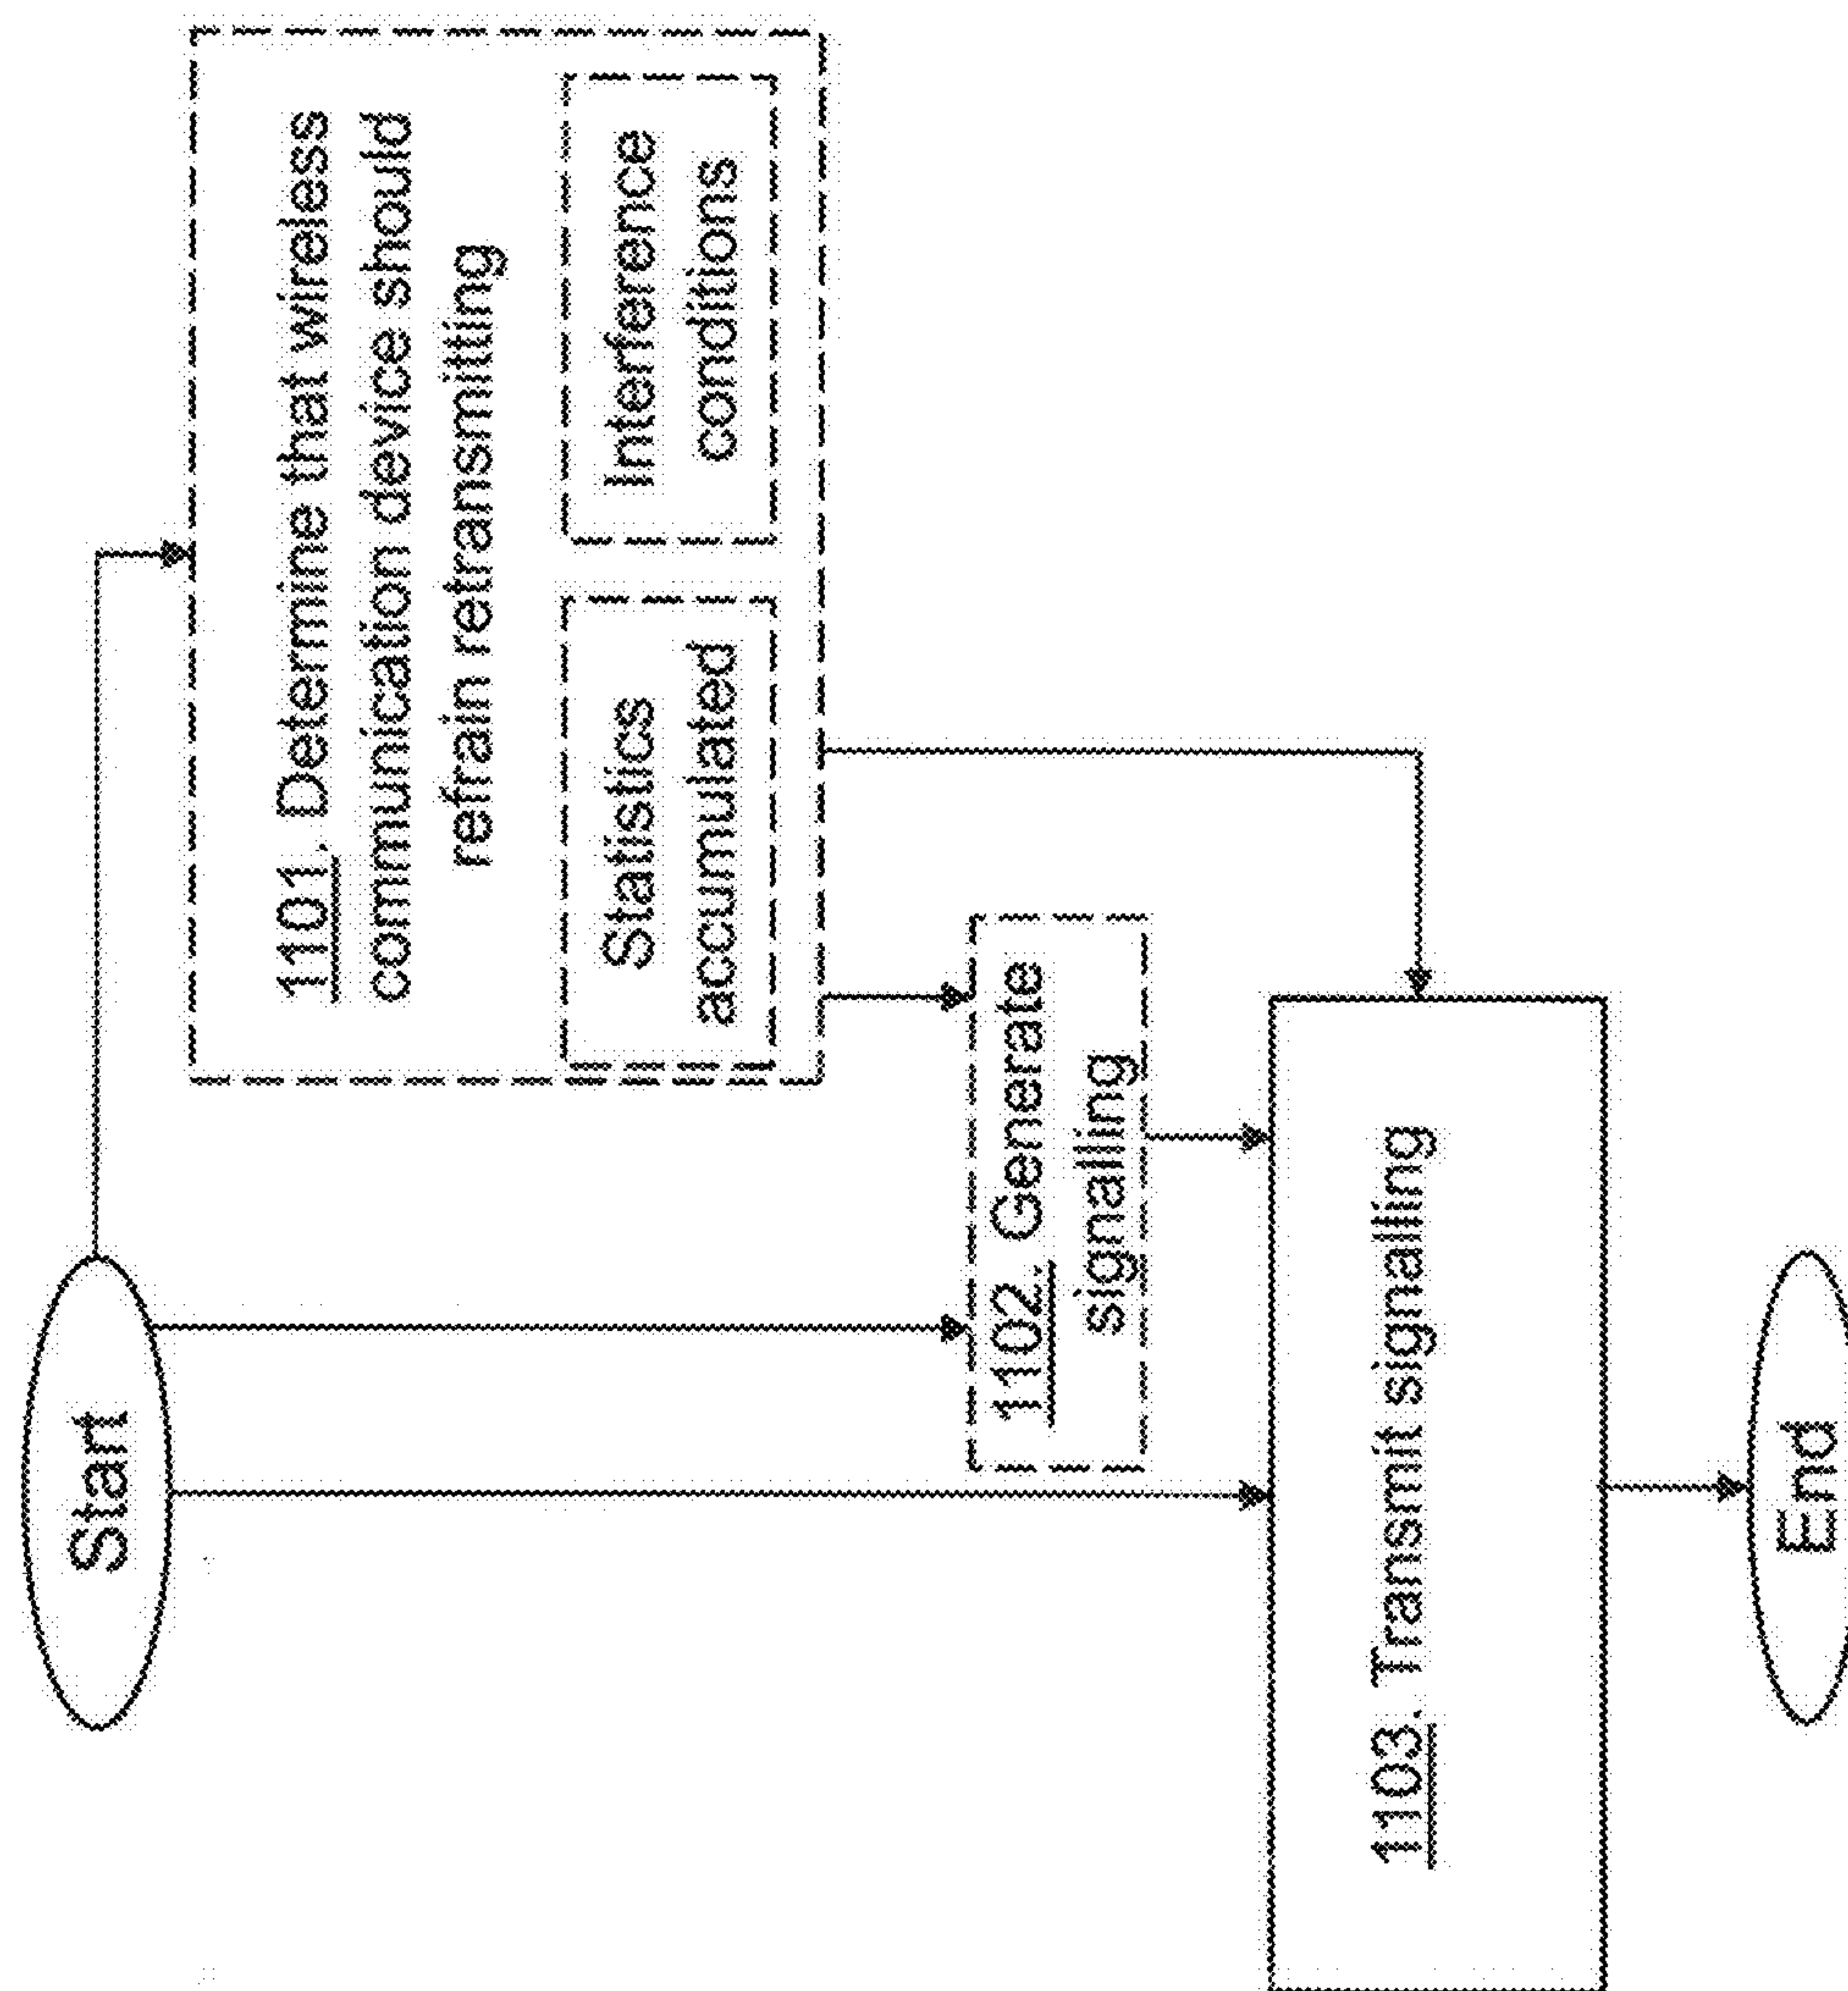 Start
1101. Determine that wireless
communication device should
refrain retransmitting
Statistics
accumulated
Interference
conditions
1102. Generate
signalling
1103. Transmit signalling
End